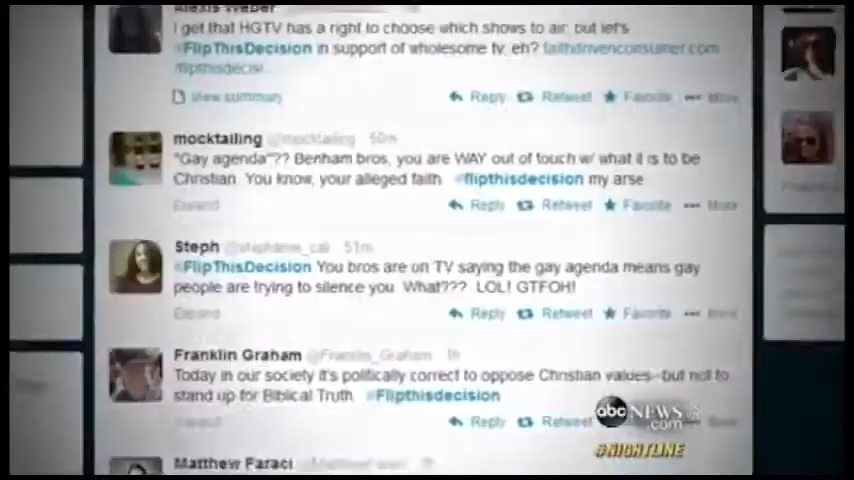 Alexis Weber
I get that HGTV has a right to choose which shows to air, but let's
#FlipThisDecision in support of wholesome tv, eh? faithdrivenconsumer.com
/flipthisdecisi...
View summary
Reply Retweet Favorite More
mocktailing @mocktailing 50m
"Gay agenda"?? Benham bros, you are WAY out of touch w/ what it is to be
Christian. You know, your alleged faith. #flipthisdecision my arse
Expand
Reply Retweet Favorite More
Steph @stephanie_cali 51m
#FlipThisDecision You bros are on TV saying the gay agenda means gay
people are trying to silence you. What??? LOL! GTFOH!
Expand
Reply Retweet Favorite More
Franklin Graham @Franklin_Graham 1h
Today in our society it's politically correct to oppose Christian values--but not to
stand up for Biblical Truth. #Flipthisdecision
Expand
Reply Retweet
abc NEWS
.com
#NIGHTLINE
Matthew Faraci